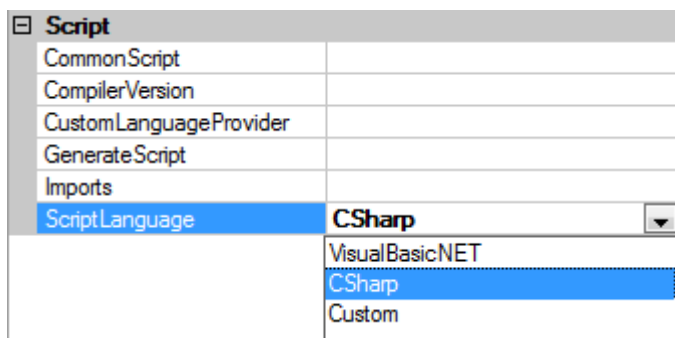 Script
CommonScript
CompilerVersion
CustomLanguageProvider
GenerateScript
Imports
ScriptLanguage CSharp
VisualBasicNET
CSharp
Custom